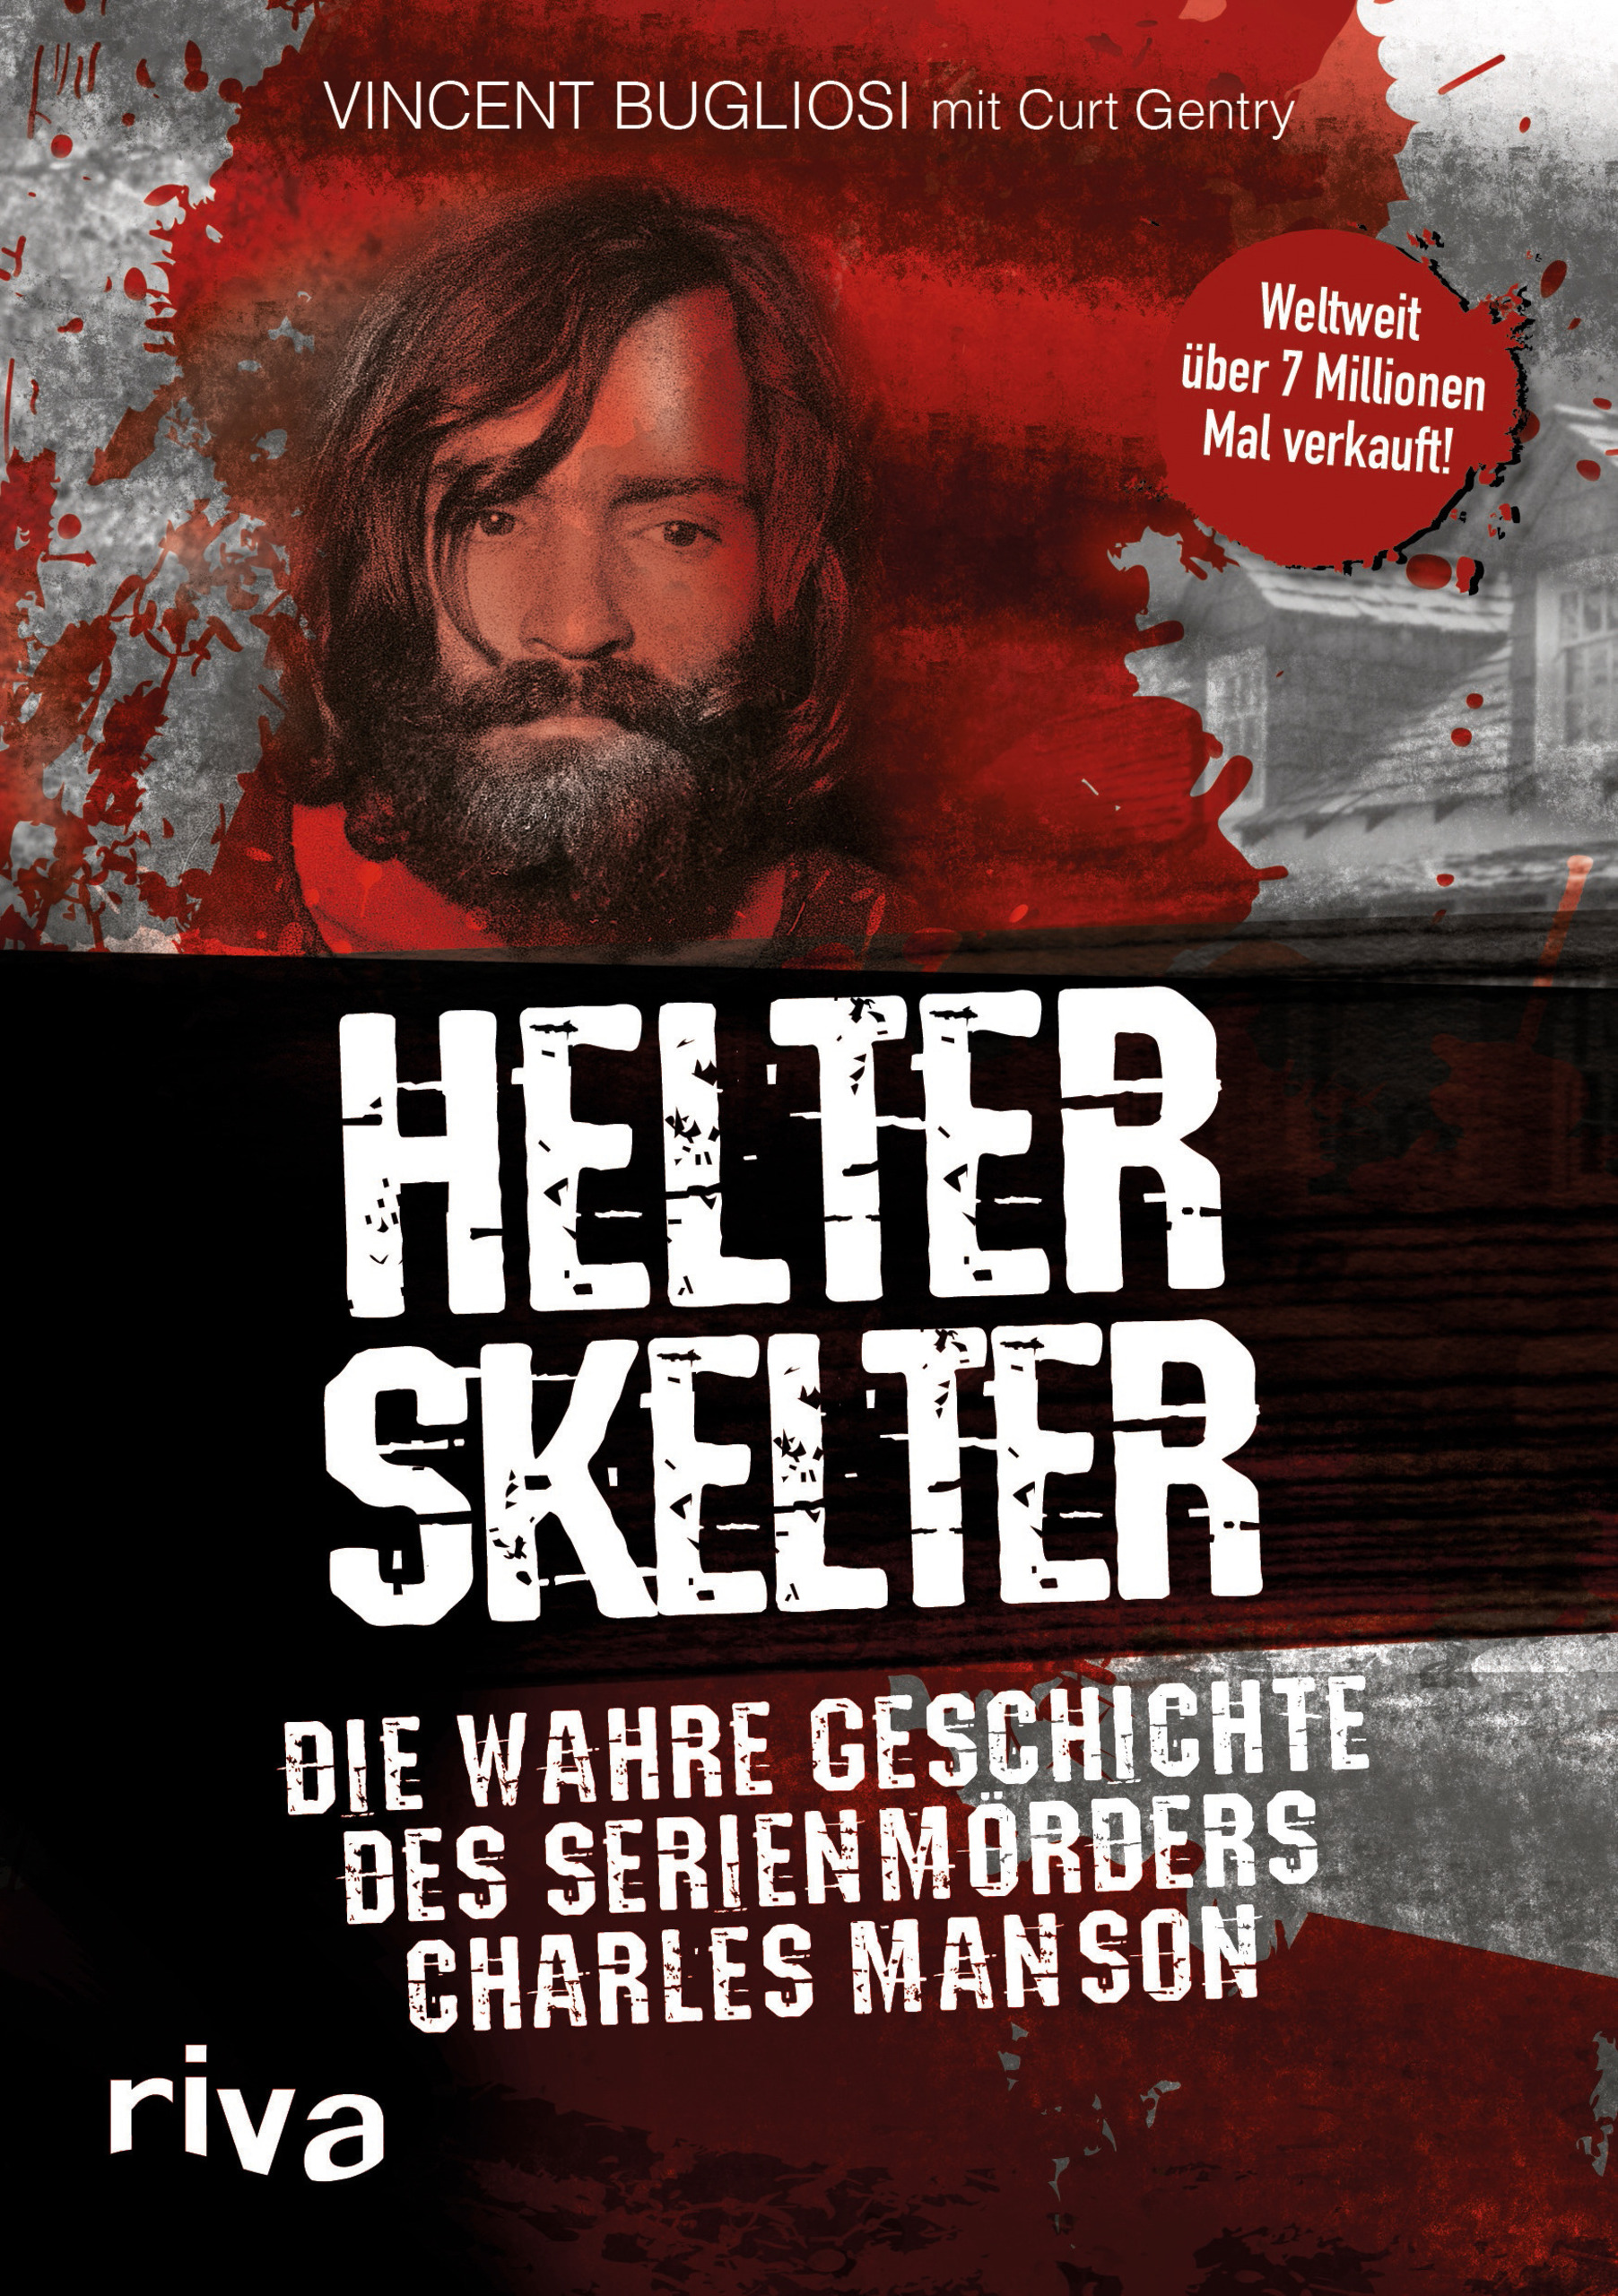 VINCENT BUGLIOSI mit Curt Gentry
Weltweit
über 7 Millionen
Mal verkauft!
HELTER
SKELTER
DIE WAHRE GESCHICHTE
DES SERIENMÖRDERS
CHARLES MANSON
riva